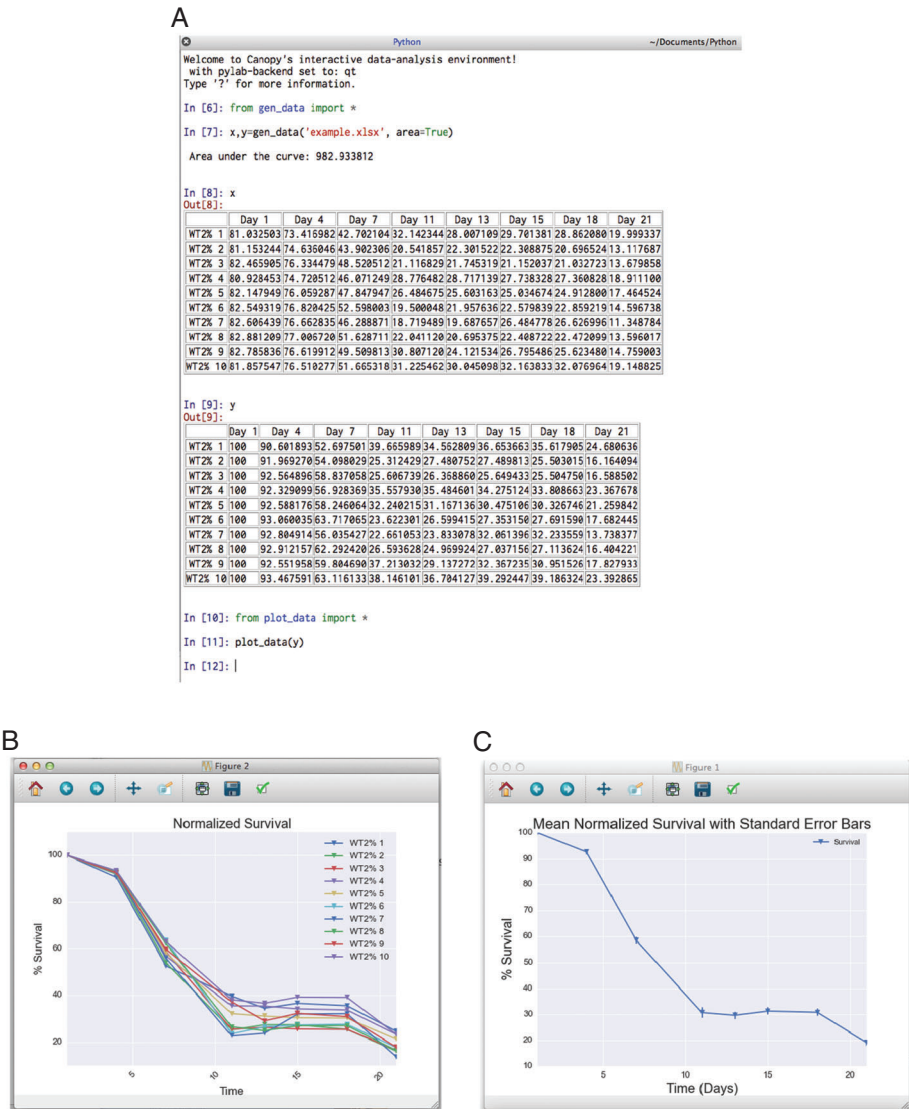 A
Python
~/Documents/Python
Welcome to Canopy's interactive data-analysis environment!
with pylab-backend set to: qt
Type '?' for more information.
In [6]: from gen_data import *
In [7]: x,y=gen_data('example.xlsx', area=True)
Area under the curve: 982.933812
In [8]: x
Out[8]:
Day 1 Day 4 Day 7 Day 11 Day 13 Day 15 Day 18 Day 21
WT2% 1 81.032503 73.416982 42.702104 32.142344 28.007109 29.701381 28.862080 19.999337
WT2% 2 81.153244 74.636046 43.902306 20.541857 22.301522 22.308875 20.696524 13.117687
WT2% 3 82.465905 76.334479 48.520512 21.116829 21.745319 21.152037 21.032723 13.679858
WT2% 4 80.928453 74.720512 46.071249 28.776482 28.717139 27.738328 27.360828 18.911100
WT2% 5 82.147949 76.059287 47.847947 26.484675 25.603163 25.034674 24.912800 17.464524
WT2% 6 82.549319 76.820425 52.598003 19.500048 21.957636 22.579839 22.859219 14.596738
WT2% 7 82.606439 76.662835 46.288871 18.719489 19.687657 26.484778 26.626996 11.348784
WT2% 8 82.881209 77.006720 51.628711 22.041120 20.695375 22.408722 22.472099 13.596017
WT2% 9 82.785836 76.619912 49.509813 30.807120 24.121534 26.795486 25.623480 14.759003
WT2% 10 81.857547 76.510277 51.665318 31.225462 30.045098 32.163833 32.076964 19.148825
In [9]: y
Out[9]:
Day 1 Day 4 Day 7 Day 11 Day 13 Day 15 Day 18 Day 21
WT2% 1 100 90.601893 52.697501 39.665989 34.562809 36.653663 35.617905 24.680636
WT2% 2 100 91.969270 54.098029 25.312429 27.480752 27.489813 25.503015 16.164094
WT2% 3 100 92.564896 58.837058 25.606739 26.368860 25.649433 25.504750 16.588502
WT2% 4 100 92.329099 56.928369 35.557930 35.484601 34.275124 33.808663 23.367678
WT2% 5 100 92.588176 58.246064 32.240215 31.167136 30.475106 30.326746 21.259842
WT2% 6 100 93.060035 63.717065 23.622301 26.599415 27.353150 27.691590 17.682445
WT2% 7 100 92.804914 56.035427 22.661053 23.833078 32.061396 32.233559 13.738377
WT2% 8 100 92.912157 62.292420 26.593628 24.969924 27.037156 27.113624 16.404221
WT2% 9 100 92.551958 59.804690 37.213032 29.137272 32.367235 30.951526 17.827933
WT2% 10 100 93.467591 63.116133 38.146101 36.704127 39.292447 39.186324 23.392865
In [10]: from plot_data import *
In [11]: plot_data(y)
In [12]:
B
Figure 2
Normalized Survival
100
80
60
40
20
% Survival
WT2% 1
WT2% 2
WT2% 3
WT2% 4
WT2% 5
WT2% 6
WT2% 7
WT2% 8
WT2% 9
WT2% 10
5 10 15 20
Time
C
Figure 1
Mean Normalized Survival with Standard Error Bars
Survival
100
90
80
70
60
50
40
30
20
10
% Survival
5 10 15 20
Time (Days)